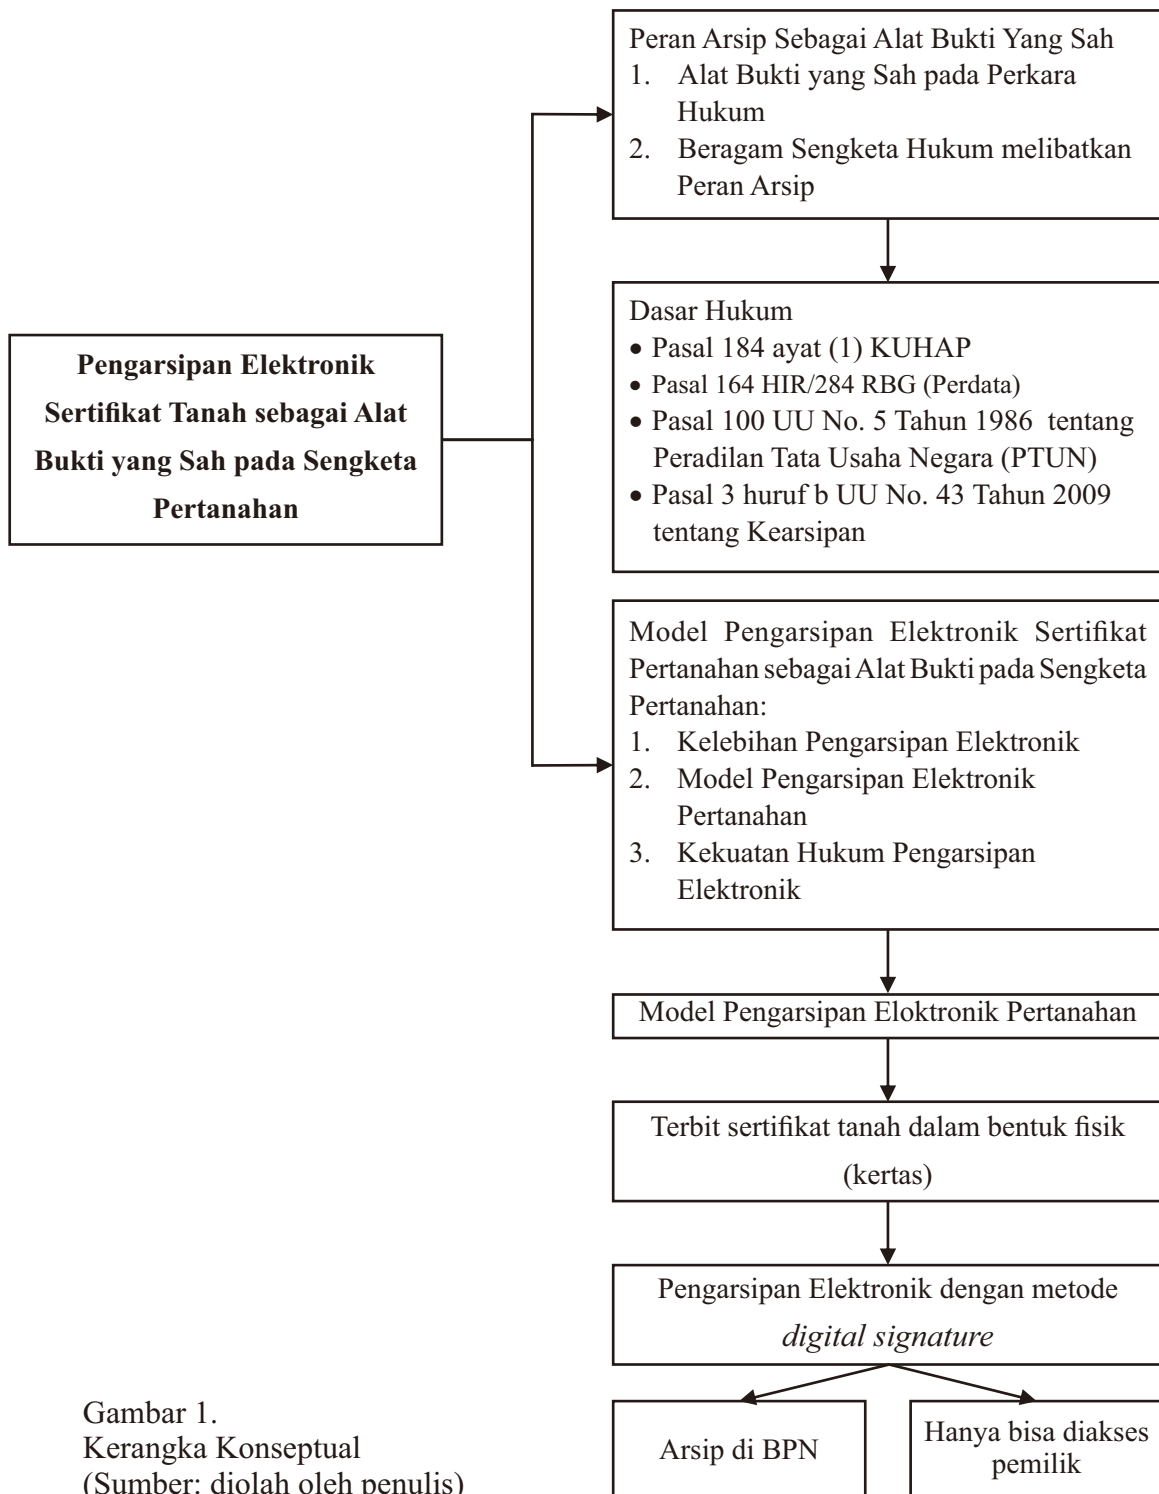 Peran Arsip Sebagai Alat Bukti Yang Sah
1. Alat Bukti yang Sah pada Perkara
Hukum
2. Beragam Sengketa Hukum melibatkan
Peran Arsip
Dasar Hukum
• Pasal 184 ayat (1) KUHAP
• Pasal 164 HIR/284 RBG (Perdata)
• Pasal 100 UU No. 5 Tahun 1986 tentang
Peradilan Tata Usaha Negara (PTUN)
• Pasal 3 huruf b UU No. 43 Tahun 2009
tentang Kearsipan
Pengarsipan Elektronik
Sertifikat Tanah sebagai Alat
Bukti yang Sah pada Sengketa
Pertanahan
Model Pengarsipan Elektronik Sertifikat
Pertanahan sebagai Alat Bukti pada Sengketa
Pertanahan:
1. Kelebihan Pengarsipan Elektronik
2. Model Pengarsipan Elektronik
Pertanahan
3. Kekuatan Hukum Pengarsipan
Elektronik
Model Pengarsipan Eloktronik Pertanahan
Terbit sertifikat tanah dalam bentuk fisik
(kertas)
Pengarsipan Elektronik dengan metode
digital signature
Arsip di BPN
Hanya bisa diakses
pemilik
Gambar 1.
Kerangka Konseptual
(Sumber: diolah oleh penulis)